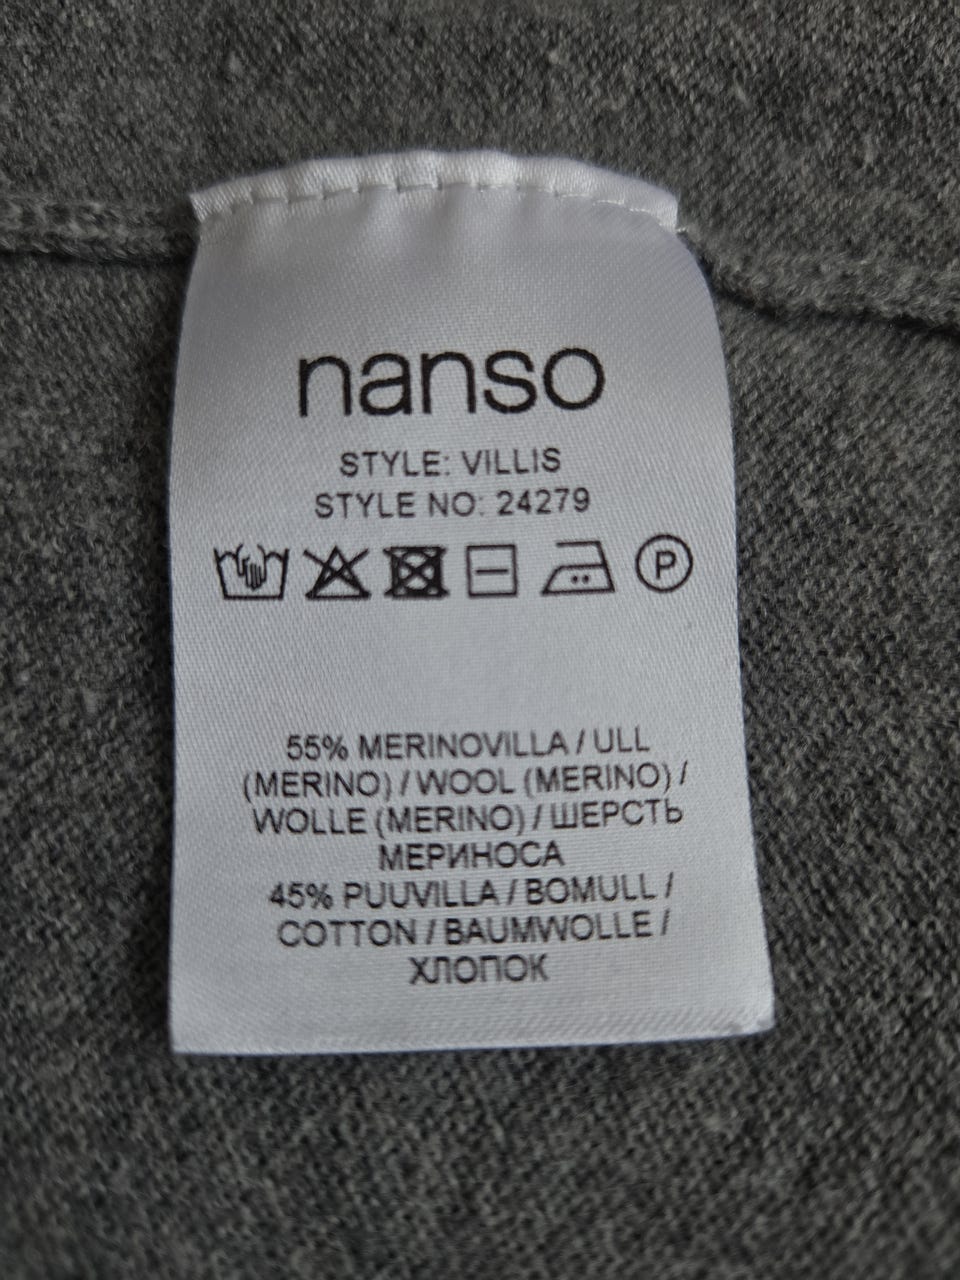 nanso
STYLE: VILLIS
STYLE NO: 24279
P
55% MERINOVILLA / ULL
(MERINO) / WOOL (MERINO) /
WOLLE (MERINO) / ШЕРСТЬ
МЕРИНОСА
45% PUUVILLA / BOMULL /
COTTON / BAUMWOLLE /
ХЛОПОК